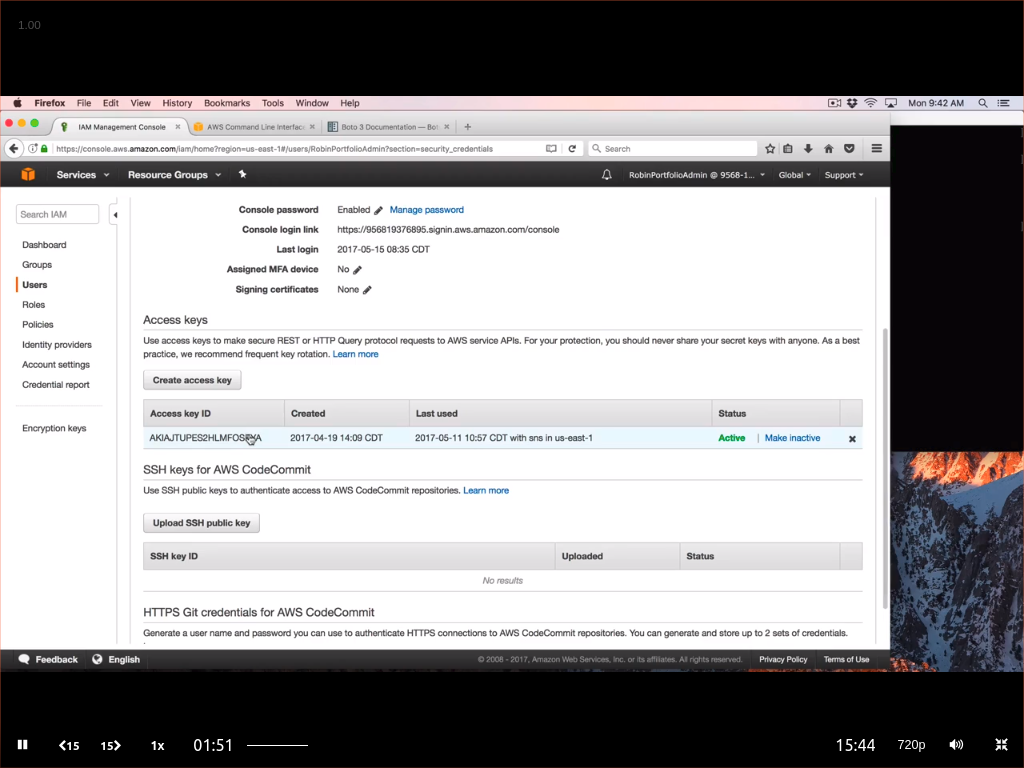 1.00
Firefox File Edit View History Bookmarks Tools Window Help Mon 9:42 AM
IAM Management Console AWS Command Line Interfac Boto 3 Documentation — Bo
https://console.aws.amazon.com/iam/home?region=us-east-1#/users/RobinPortfolioAdmin?section=security_credentials Search
Services Resource Groups RobinPortfolioAdmin @ 9568-1... Global Support
Search IAM
Dashboard
Groups
Users
Roles
Policies
Identity providers
Account settings
Credential report
Encryption keys
Console password Enabled Manage password
Console login link https://956819376895.signin.aws.amazon.com/console
Last login 2017-05-15 08:35 CDT
Assigned MFA device No
Signing certificates None
Access keys
Use access keys to make secure REST or HTTP Query protocol requests to AWS service APIs. For your protection, you should never share your secret keys with anyone. As a best
practice, we recommend frequent key rotation. Learn more
Create access key
Access key ID Created Last used Status
2017-04-19 14:09 CDT 2017-05-11 10:57 CDT with sns in us-east-1 Active | Make inactive
SSH keys for AWS CodeCommit
Use SSH public keys to authenticate access to AWS CodeCommit repositories. Learn more
Upload SSH public key
SSH key ID Uploaded Status
No results
HTTPS Git credentials for AWS CodeCommit
Generate a user name and password you can use to authenticate HTTPS connections to AWS CodeCommit repositories. You can generate and store up to 2 sets of credentials.
Feedback English © 2008 - 2017, Amazon Web Services, Inc. or its affiliates. All rights reserved. Privacy Policy Terms of Use
15 15 1x 01:51 15:44 720p